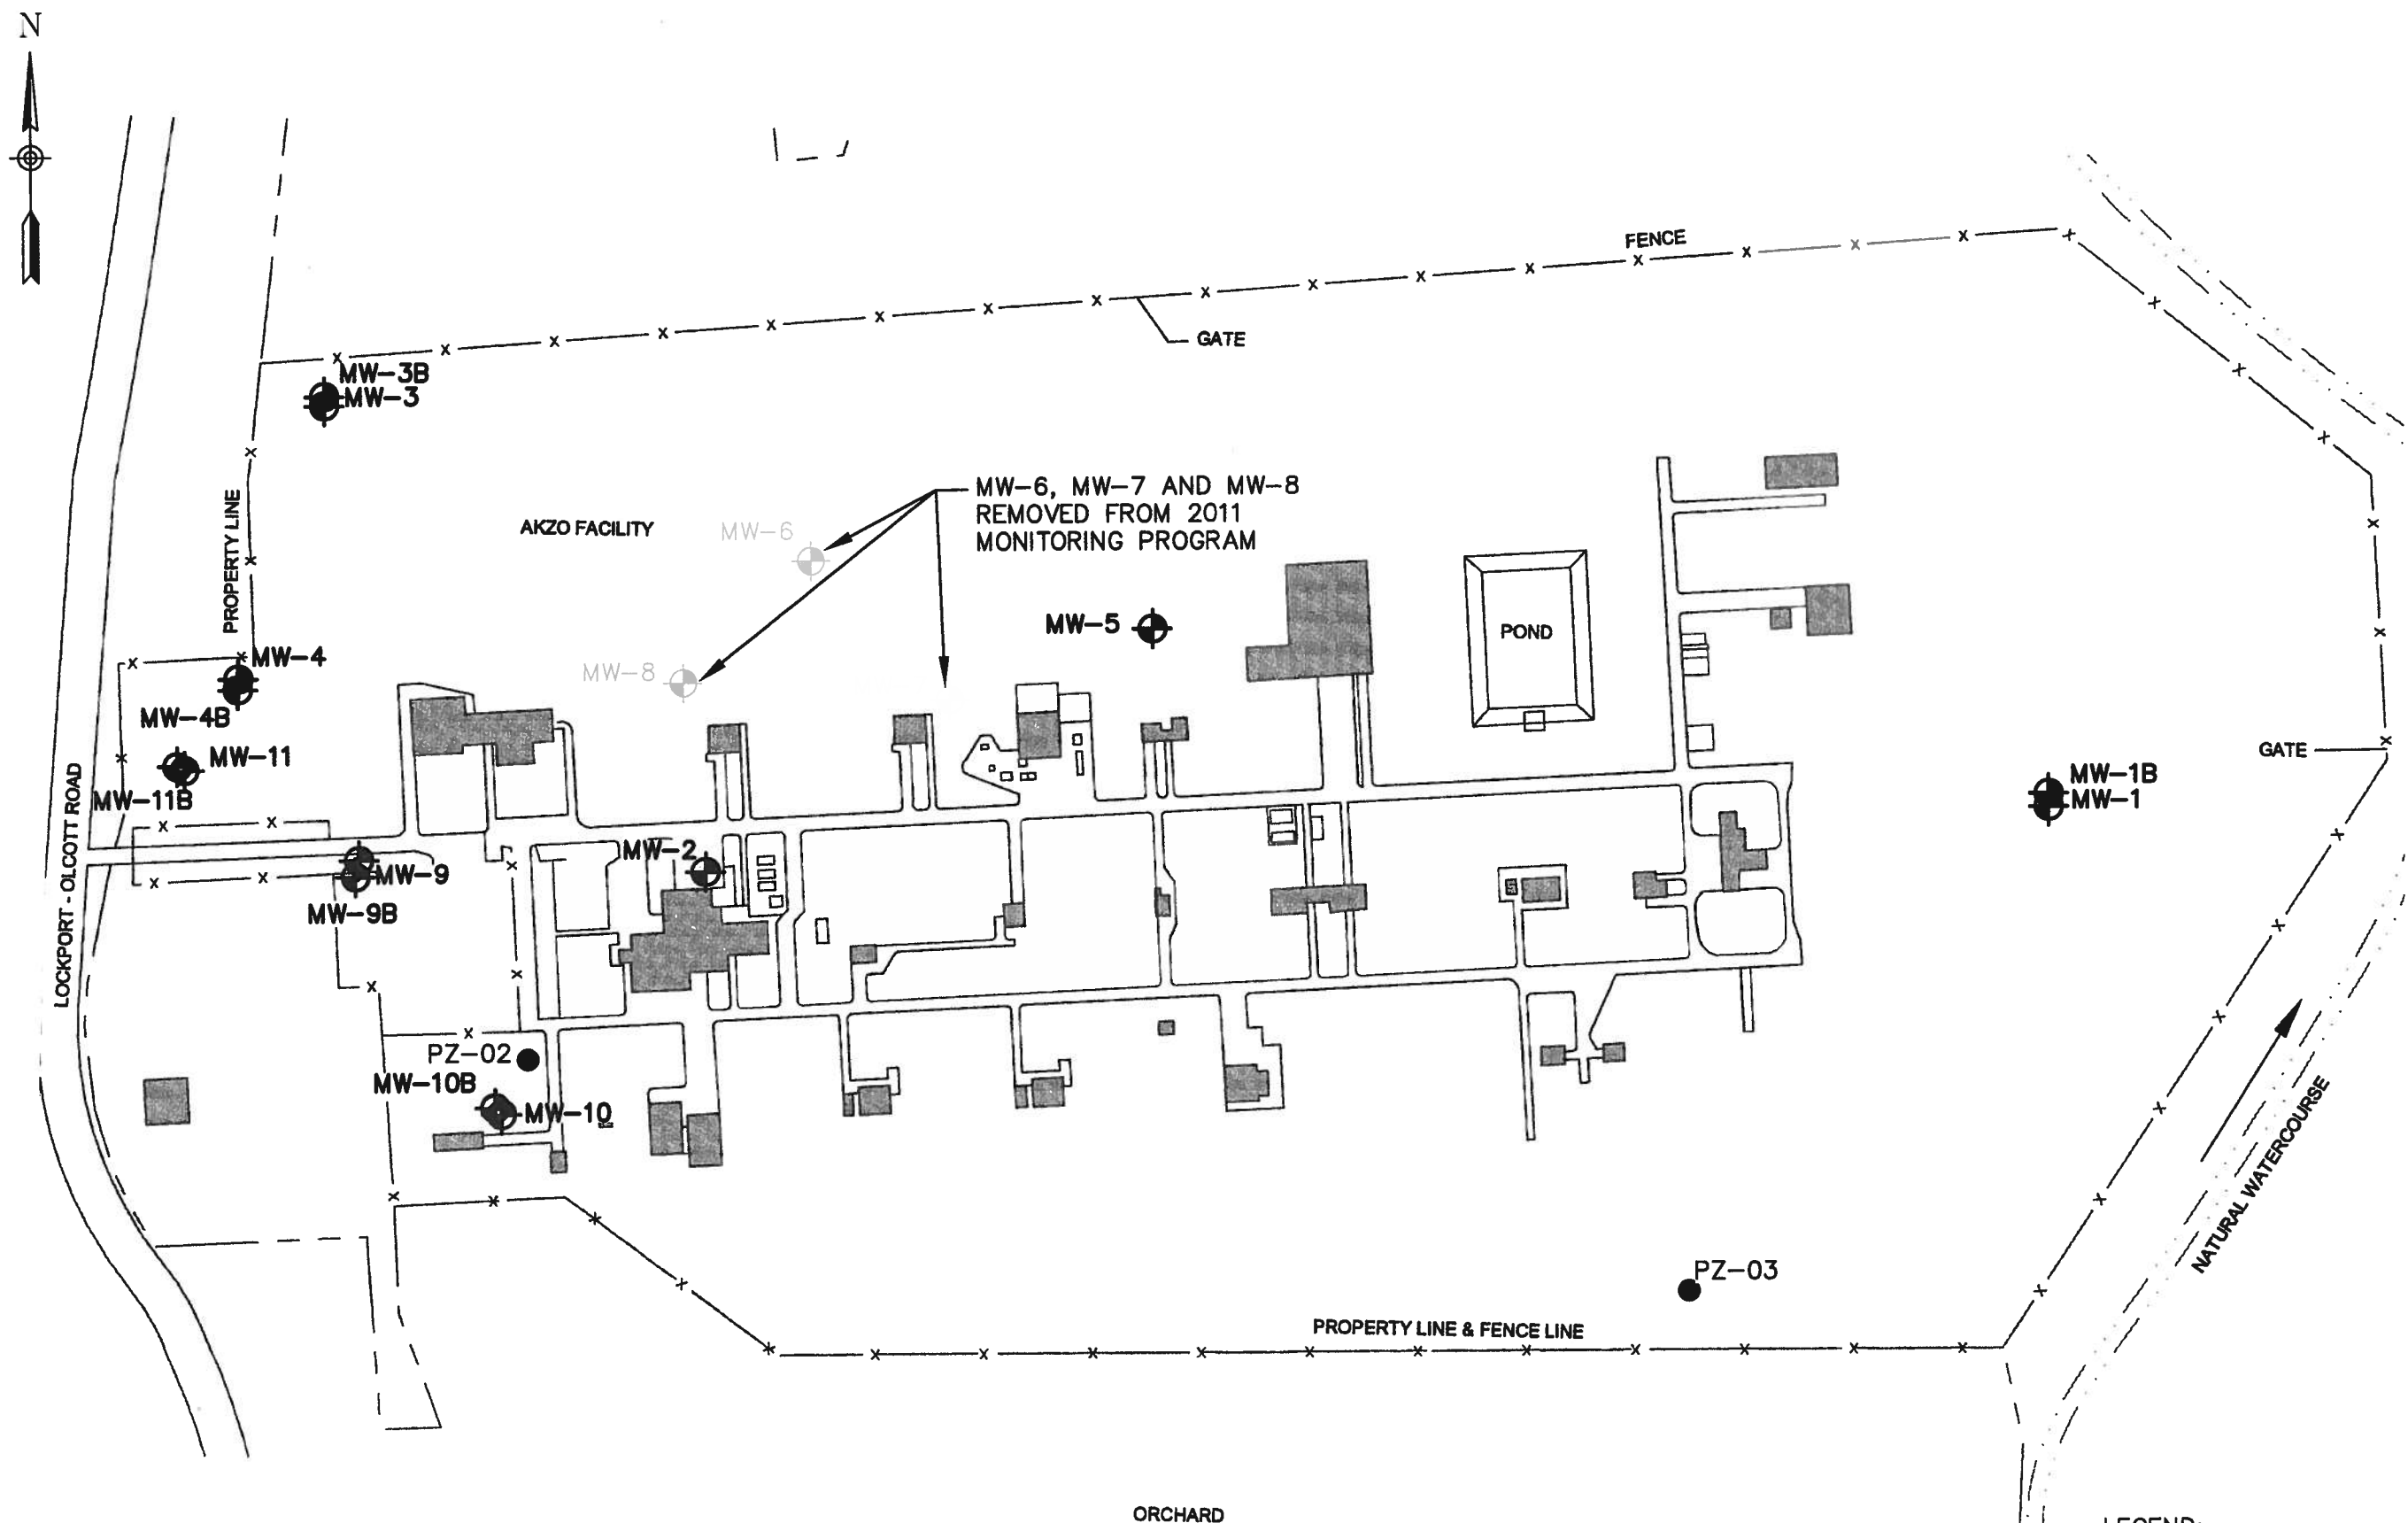 N
FENCE
GATE
MW-3B
MW-3
MW-6, MW-7 AND MW-8
REMOVED FROM 2011
MONITORING PROGRAM
AKZO FACILITY
MW-6
PROPERTY LINE
MW-5
POND
MW-4
MW-8
MW-4B
MW-11
GATE
MW-1B
MW-1
MW-11B
LOCKPORT - OLCOTT ROAD
MW-2
MW-9
MW-9B
PZ-02
MW-10B
MW-10
NATURAL WATERCOURSE
PZ-03
PROPERTY LINE & FENCE LINE
ORCHARD
LEGEND: